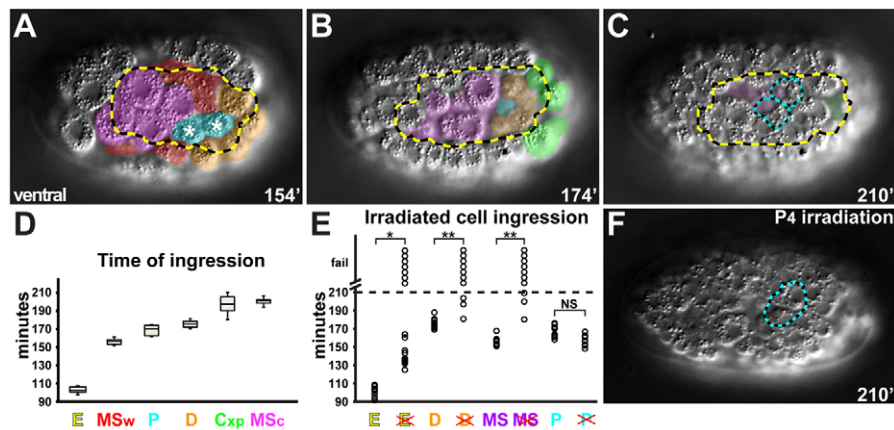 A
ventral
154’
B
174’
C
210’
D
Time of ingression
minutes
210
190
170
150
130
110
90
E
MSw
P
D
Cxp
MSc
E
Irradiated cell ingression
fail
minutes
210
190
170
150
130
110
90
*
**
**
NS
E
E
D
D
MS
MS
P
P
F
P4 irradiation
210’